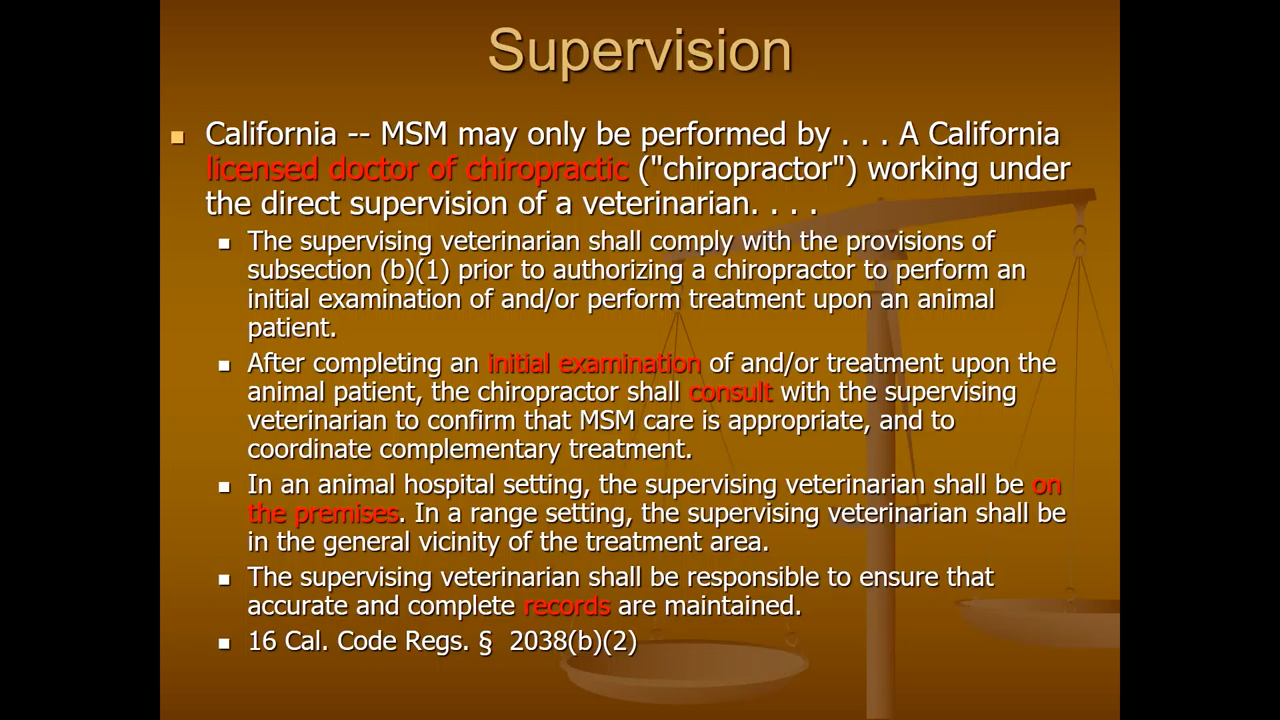 Supervision
California -- MSM may only be performed by . . . A California
licensed doctor of chiropractic ("chiropractor") working under
the direct supervision of a veterinarian. . . .
The supervising veterinarian shall comply with the provisions of
subsection (b)(1) prior to authorizing a chiropractor to perform an
initial examination of and/or perform treatment upon an animal
patient.
After completing an initial examination of and/or treatment upon the
animal patient, the chiropractor shall consult with the supervising
veterinarian to confirm that MSM care is appropriate, and to
coordinate complementary treatment.
In an animal hospital setting, the supervising veterinarian shall be on
the premises. In a range setting, the supervising veterinarian shall be
in the general vicinity of the treatment area.
The supervising veterinarian shall be responsible to ensure that
accurate and complete records are maintained.
16 Cal. Code Regs. § 2038(b)(2)